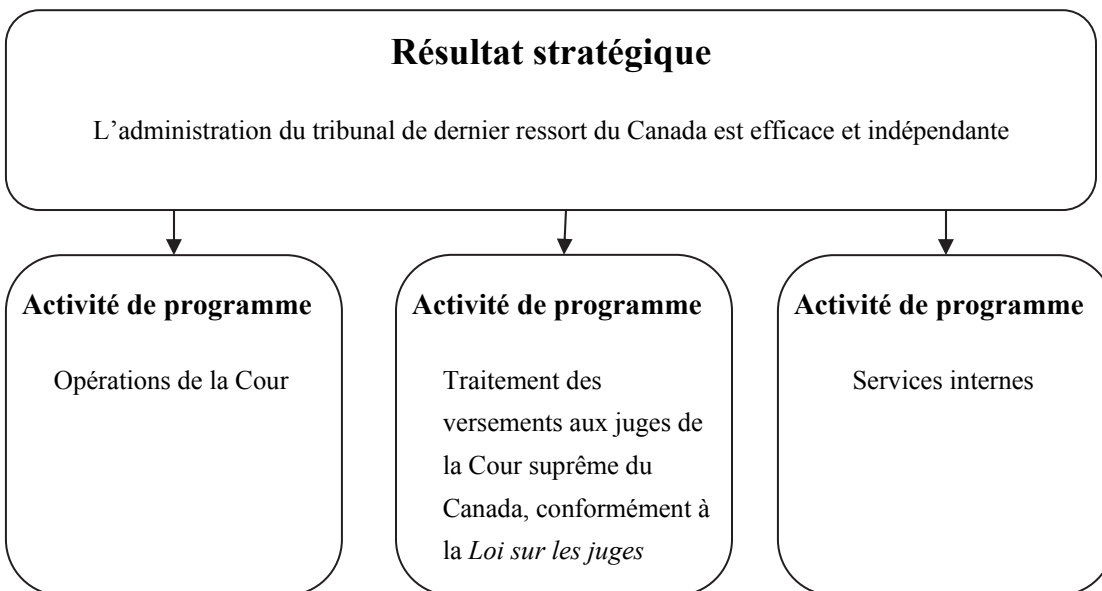 Résultat stratégique
L’administration du tribunal de dernier ressort du Canada est efficace et indépendante
Activité de programme
Opérations de la Cour
Activité de programme
Traitement des
versements aux juges de
la Cour suprême du
Canada, conformément à
la Loi sur les juges
Activité de programme
Services internes